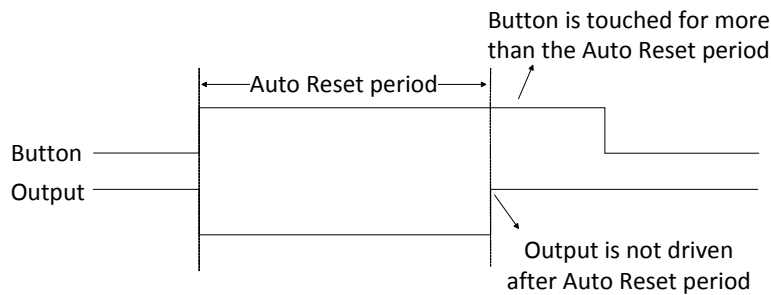 Button is touched for more
than the Auto Reset period
Auto Reset period
Button
Output
Output is not driven
after Auto Reset period